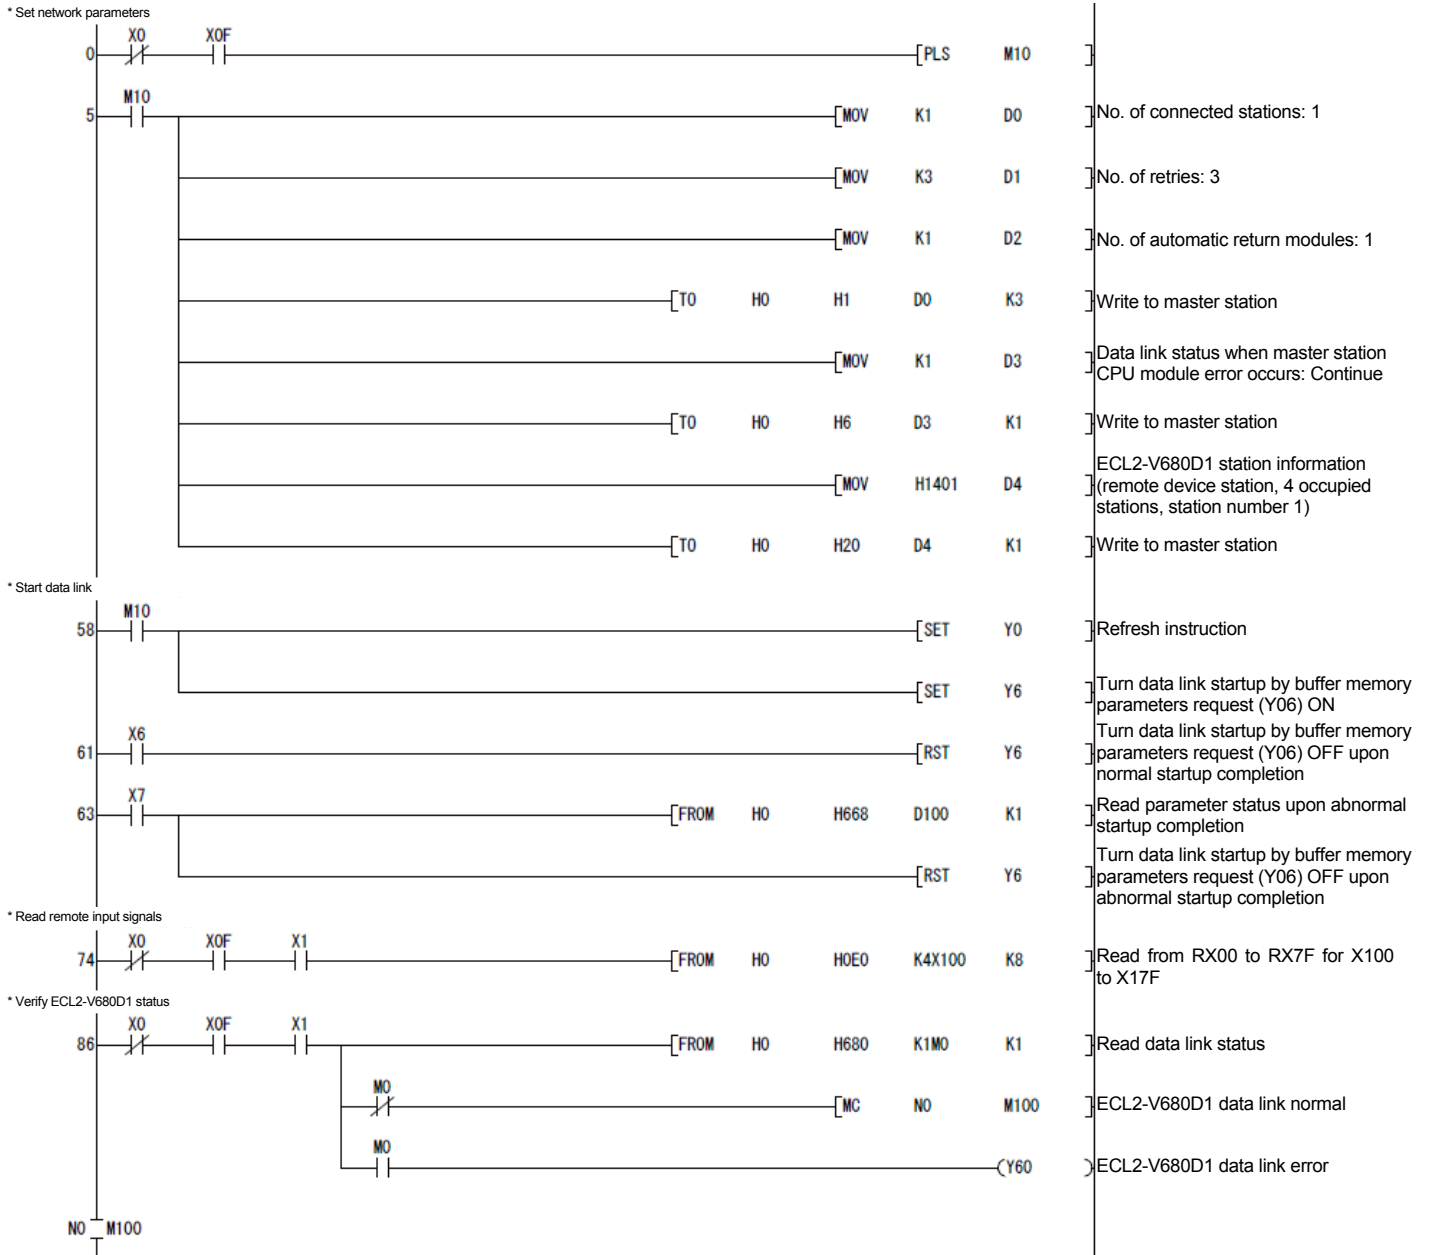 * Set network parameters
X0 X0F
0 PLS M10
M10
5 MOV K1 D0 No. of connected stations: 1
MOV K3 D1 No. of retries: 3
MOV K1 D2 No. of automatic return modules: 1
TO H0 H1 D0 K3 Write to master station
MOV K1 D3 Data link status when master station
CPU module error occurs: Continue
TO H0 H6 D3 K1 Write to master station
MOV H1401 D4 ECL2-V680D1 station information
(remote device station, 4 occupied
stations, station number 1)
TO H0 H20 D4 K1 Write to master station
* Start data link
M10
58 SET Y0 Refresh instruction
SET Y6 Turn data link startup by buffer memory
parameters request (Y06) ON
X6
61 RST Y6 Turn data link startup by buffer memory
parameters request (Y06) OFF upon
normal startup completion
X7
63 FROM H0 H668 D100 K1 Read parameter status upon abnormal
startup completion
RST Y6 Turn data link startup by buffer memory
parameters request (Y06) OFF upon
abnormal startup completion
* Read remote input signals
X0 X0F X1
74 FROM H0 H0E0 K4X100 K8 Read from RX00 to RX7F for X100
to X17F
* Verify ECL2-V680D1 status
X0 X0F X1
86 FROM H0 H680 K1M0 K1 Read data link status
M0
MC N0 M100 ECL2-V680D1 data link normal
M0
Y60 ECL2-V680D1 data link error
N0 M100